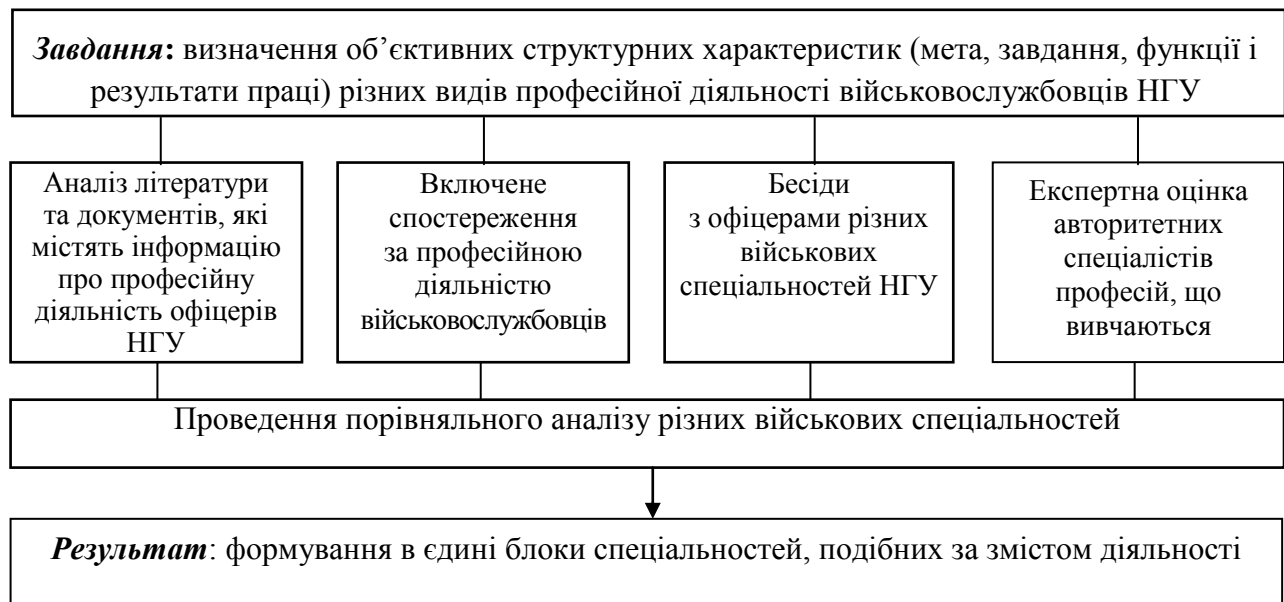 Завдання: визначення об’єктивних структурних характеристик (мета, завдання, функції і
результати праці) різних видів професійної діяльності військовослужбовців НГУ
Аналіз літератури
та документів, які
містять інформацію
про професійну
діяльність офіцерів
НГУ
Включене
спостереження
за професійною
діяльністю
військовослужбовців
Бесіди
з офіцерами різних
військових
спеціальностей НГУ
Експертна оцінка
авторитетних
спеціалістів
професій, що
вивчаються
Проведення порівняльного аналізу різних військових спеціальностей
Результат: формування в єдині блоки спеціальностей, подібних за змістом діяльності